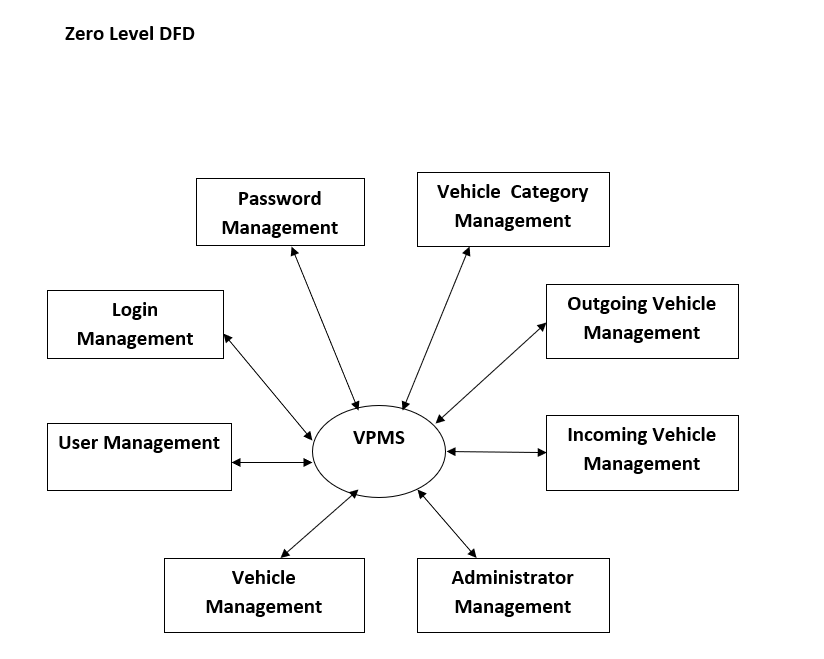 Zero Level DFD
Password
Management
Vehicle Category
Management
Login
Management
Outgoing Vehicle
Management
User Management
VPMS
Incoming Vehicle
Management
Vehicle
Management
Administrator
Management